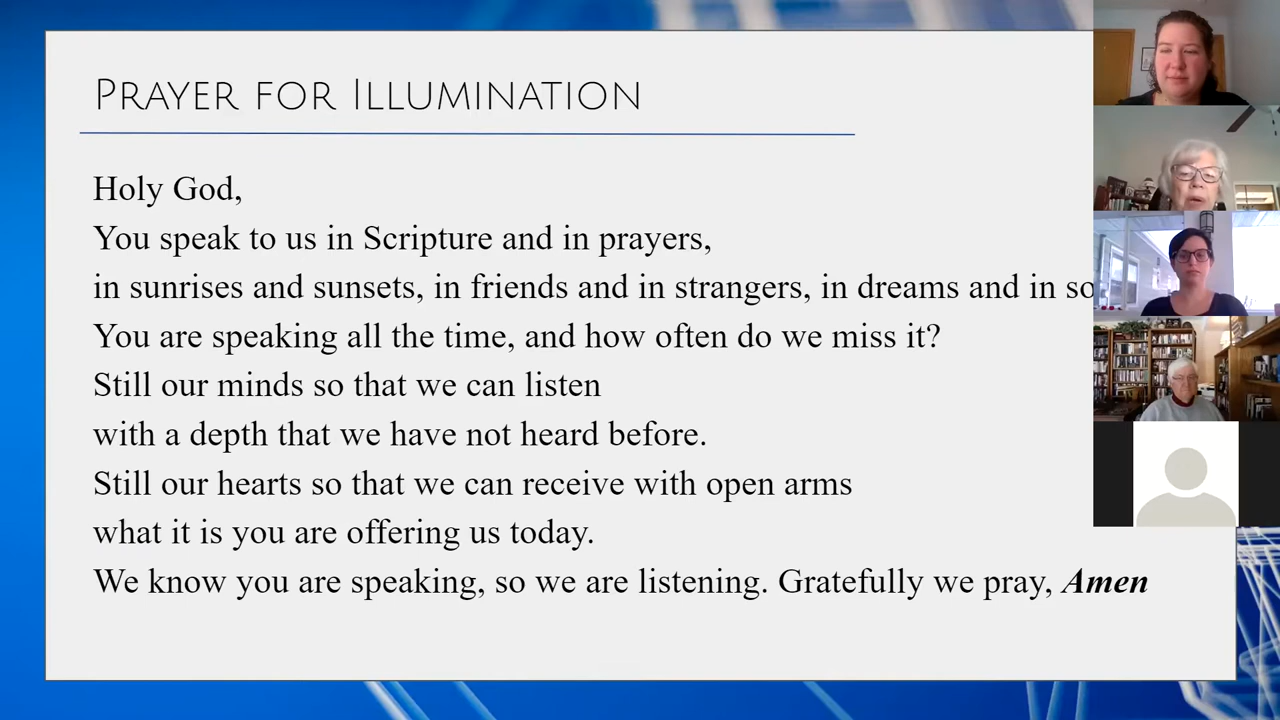 Prayer for Illumination
Holy God,
You speak to us in Scripture and in prayers,
in sunrises and sunsets, in friends and in strangers, in dreams and in
You are speaking all the time, and how often do we miss it?
Still our minds so that we can listen
with a depth that we have not heard before.
Still our hearts so that we can receive with open arms
what it is you are offering us today.
We know you are speaking, so we are listening. Gratefully we pray, Amen